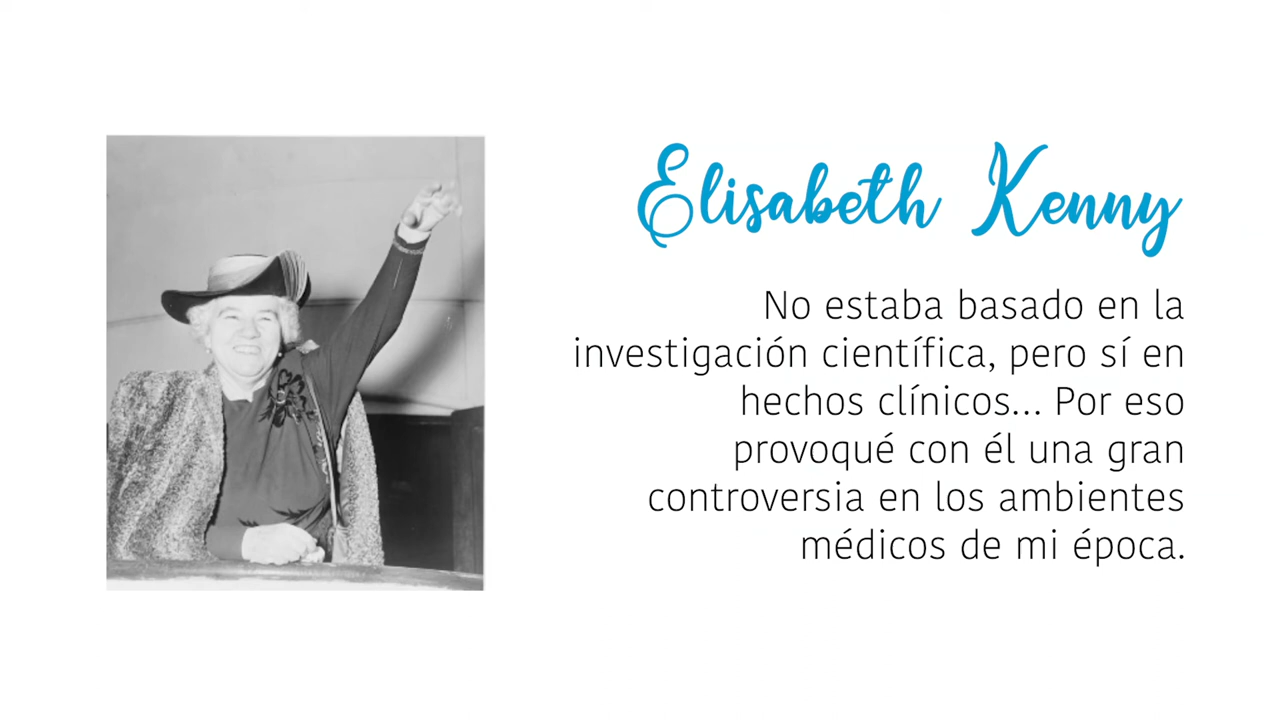 Elisabeth Kenny
No estaba basado en la
investigación científica, pero sí en
hechos clínicos... Por eso
provoqué con él una gran
controversia en los ambientes
médicos de mi época.